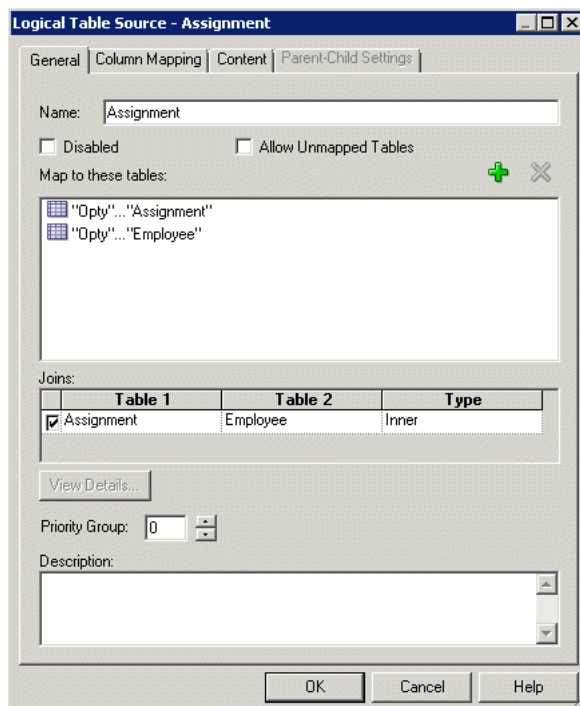 Logical Table Source - Assignment
General Column Mapping Content Parent-Child Settings
Name: Assignment
Disabled Allow Unmapped Tables
Map to these tables:
"Opty"..."Assignment"
"Opty"..."Employee"
Joins:
Table 1 Table 2 Type
Assignment Employee Inner
View Details...
Priority Group: 0
Description:
OK Cancel Help